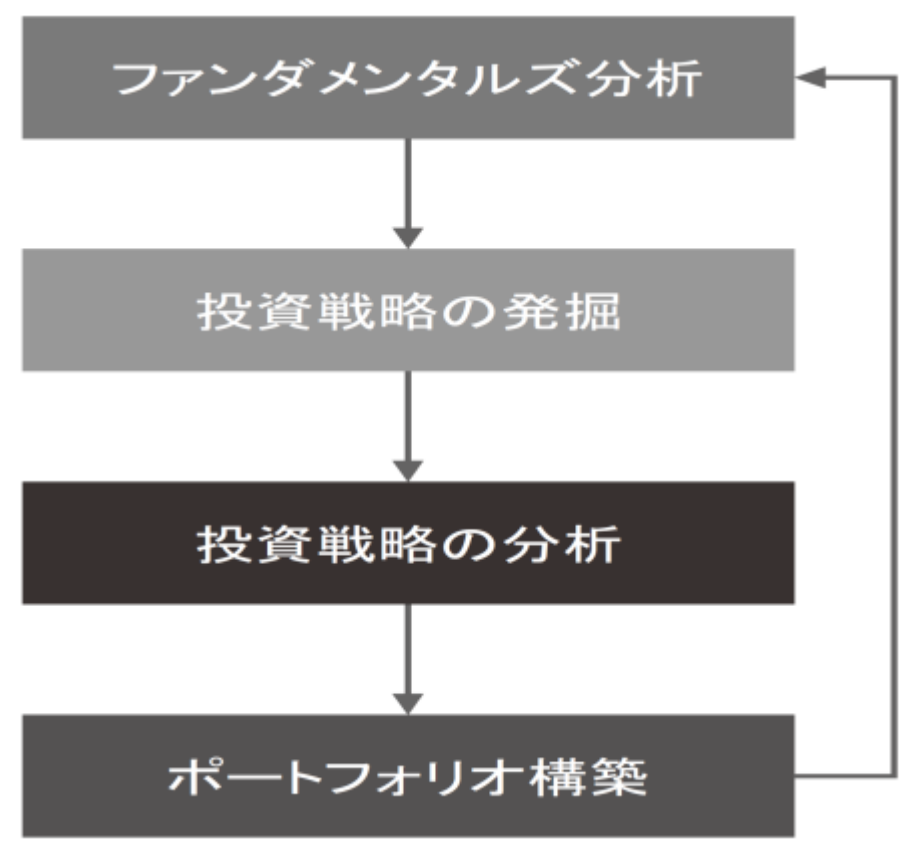 ファンダメンタルズ分析
投資戦略の発掘
投資戦略の分析
ポートフォリオ構築